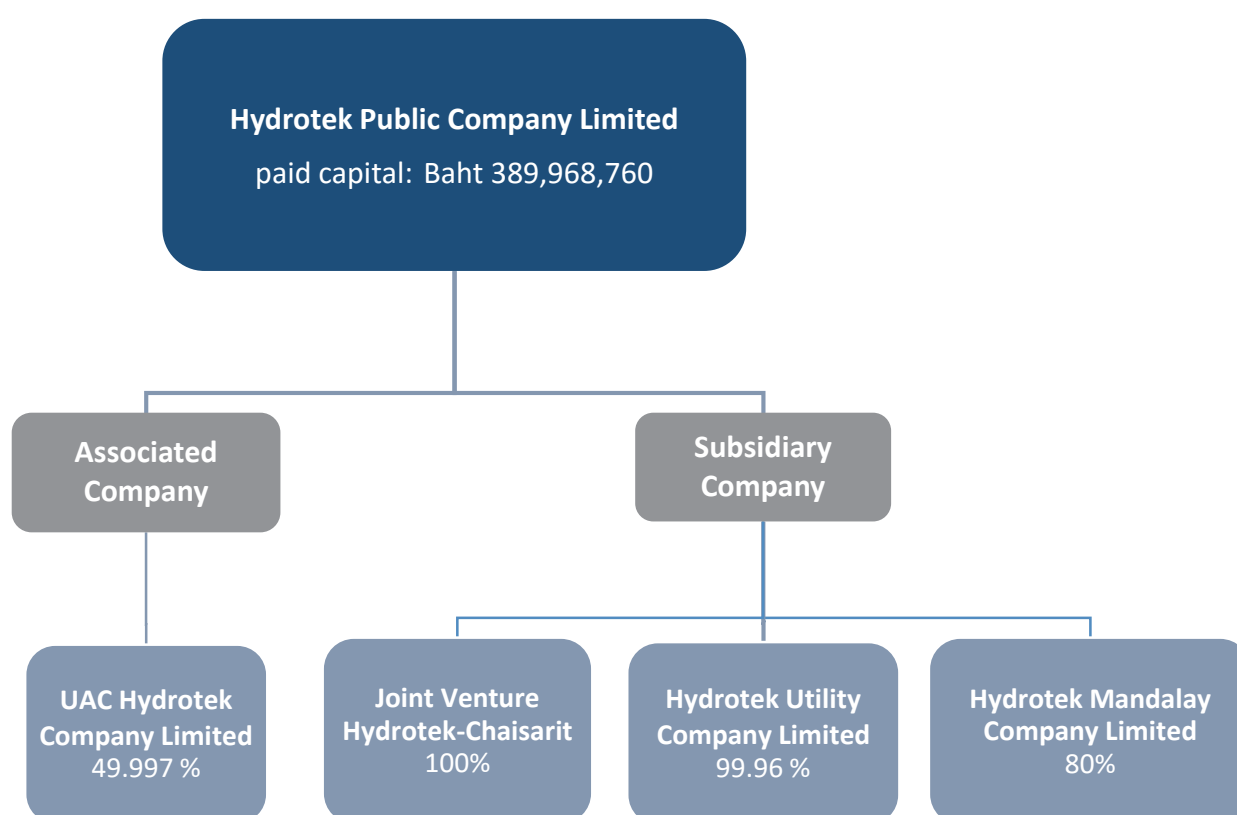 Hydrotek Public Company Limited
paid capital: Baht 389,968,760
Associated
Company
Subsidiary
Company
UAC Hydrotek
Company Limited
49.997 %
Joint Venture
Hydrotek-Chaisarit
100%
Hydrotek Utility
Company Limited
99.96 %
Hydrotek Mandalay
Company Limited
80%